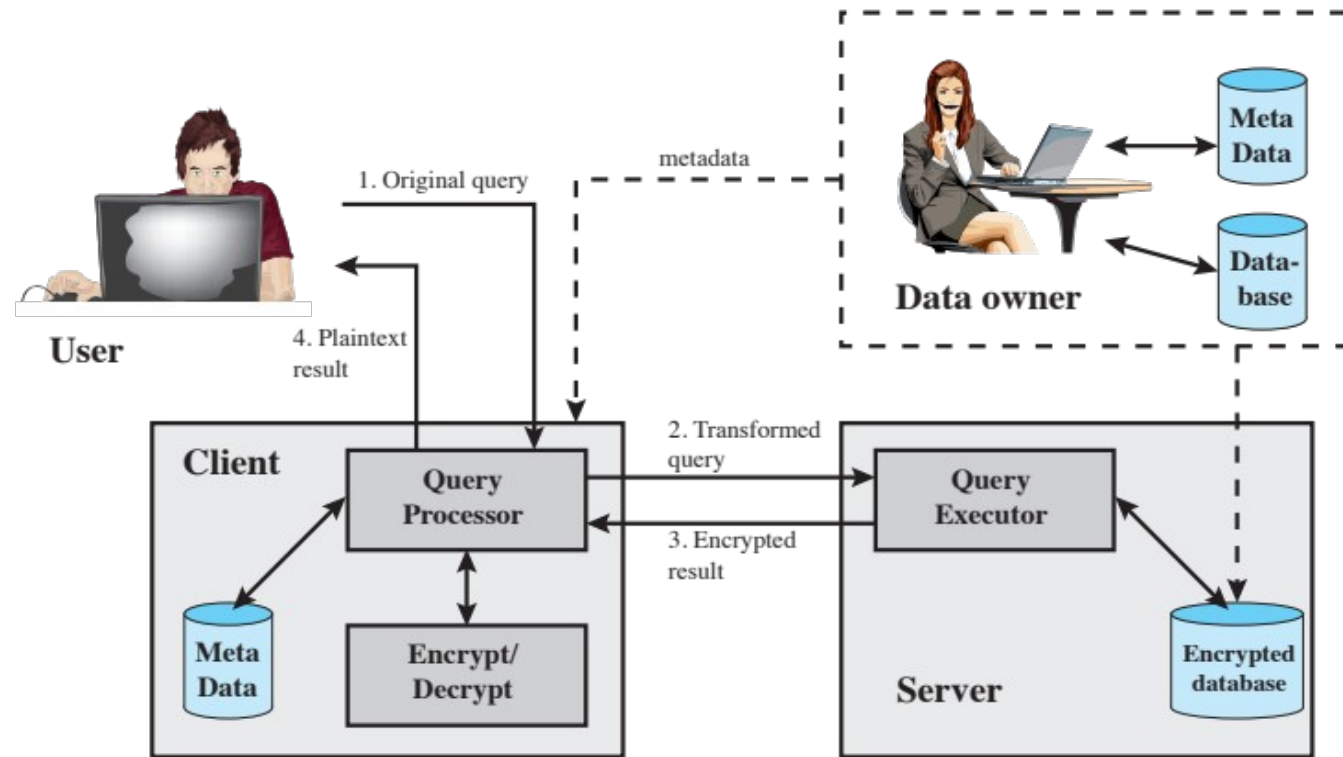 metadata
Meta
Data
1. Original query
Data-
base
Data owner
User
4. Plaintext
result
Client
Query
Processor
2. Transformed
query
Query
Executor
3. Encrypted
result
Meta
Data
Encrypt/
Decrypt
Server
Encrypted
database